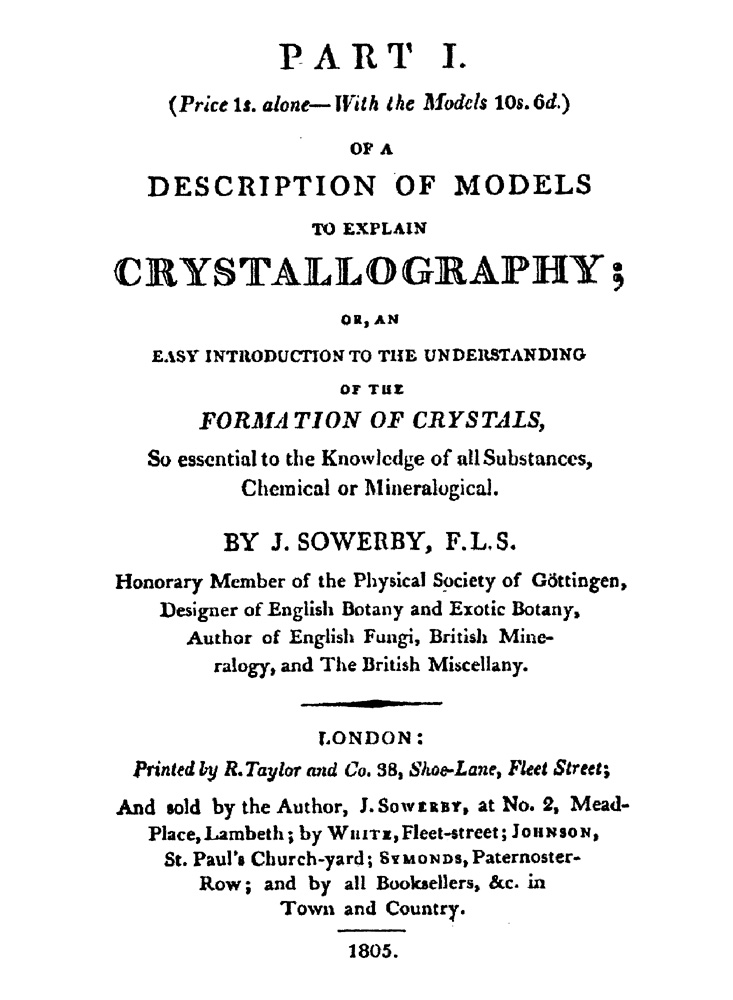 PART I.
(Price 1s. alone—With the Models 10s. 6d.)
OF A
DESCRIPTION OF MODELS
TO EXPLAIN
CRYSTALLOGRAPHY;
OR, AN
EASY INTRODUCTION TO THE UNDERSTANDING
OF THE
FORMATION OF CRYSTALS,
So essential to the Knowledge of all Substances,
Chemical or Mineralogical.
BY J. SOWERBY, F.L.S.
Honorary Member of the Physical Society of Göttingen,
Designer of English Botany and Exotic Botany,
Author of English Fungi, British Mine-
ralogy, and The British Miscellany.
LONDON:
Printed by R. Taylor and Co. 38, Shoe-Lane, Fleet Street;
And sold by the Author, J. SOWERBY, at No. 2, Mead-
Place, Lambeth; by WHITE, Fleet-street; JOHNSON,
St. Paul's Church-yard; SYMONDS, Paternoster-
Row; and by all Booksellers, &c. in
Town and Country.
1805.